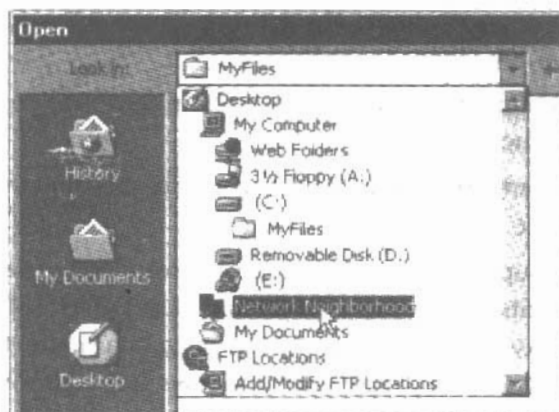 Open
Look in:
MyFiles
Desktop
My Computer
Web Folders
3½ Floppy (A:)
(C:)
MyFiles
Removable Disk (D:)
(E:)
Network Neighborhood
My Documents
FTP Locations
Add/Modify FTP Locations
History
My Documents
Desktop